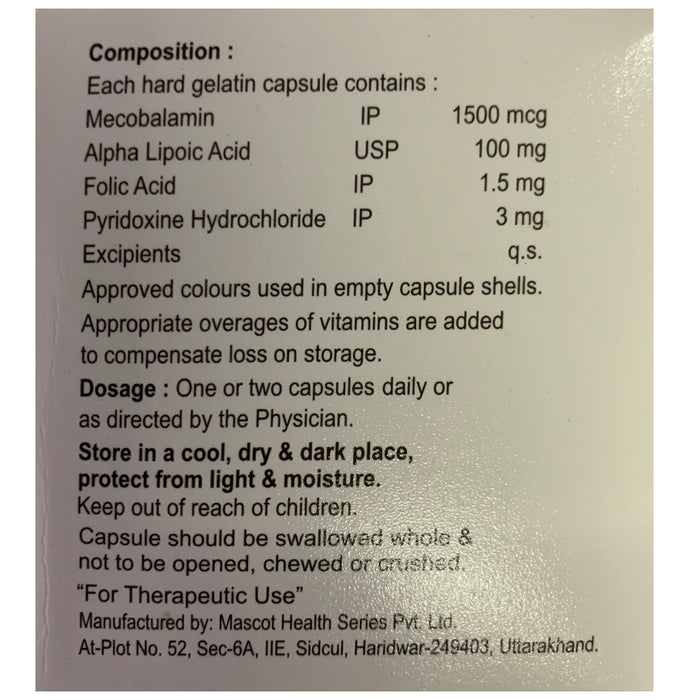 Composition :
Each hard gelatin capsule contains :
Mecobalamin IP 1500 mcg
Alpha Lipoic Acid USP 100 mg
Folic Acid IP 1.5 mg
Pyridoxine Hydrochloride IP 3 mg
Excipients q.s.
Approved colours used in empty capsule shells.
Appropriate overages of vitamins are added
to compensate loss on storage.
Dosage : One or two capsules daily or
as directed by the Physician.
Store in a cool, dry & dark place,
protect from light & moisture.
Keep out of reach of children.
Capsule should be swallowed whole &
not to be opened, chewed or crushed.
“For Therapeutic Use”
Manufactured by: Mascot Health Series Pvt. Ltd.
At-Plot No. 52, Sec-6A, IIE, Sidcul, Haridwar-249403, Uttarakhand.